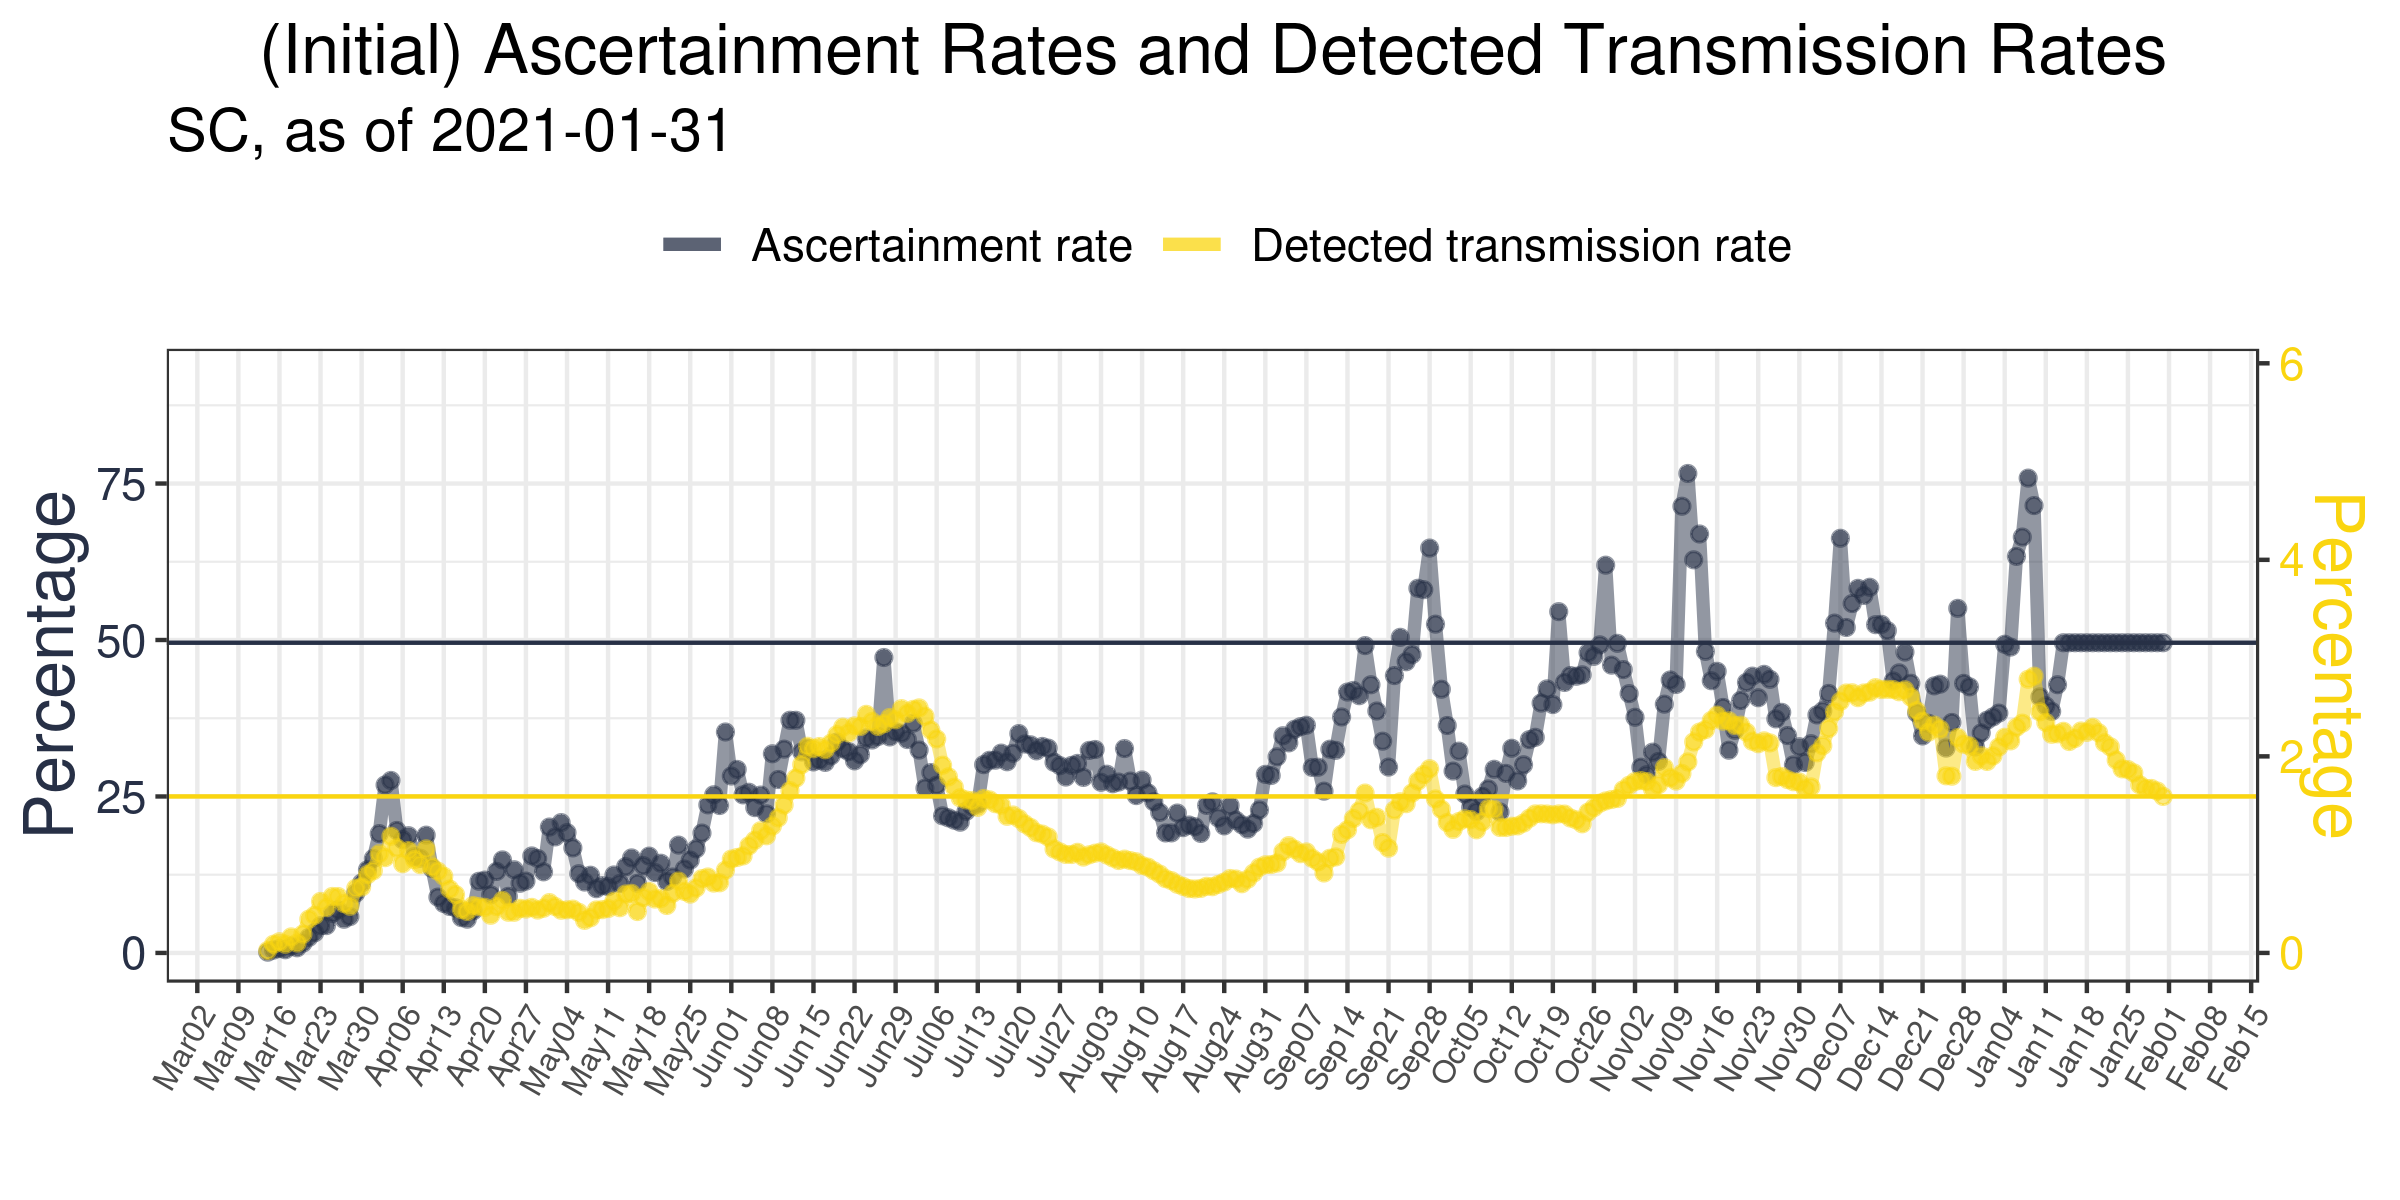 (Initial) Ascertainment Rates and Detected Transmission Rates
SC, as of 2021-01-31
Ascertainment rate
Detected transmission rate
Percentage
75
50
25
0
6
4
2
0
Percentage
Mar02
Mar09
Mar16
Mar23
Mar30
Apr06
Apr13
Apr20
Apr27
May04
May11
May18
May25
Jun01
Jun08
Jun15
Jun22
Jun29
Jul06
Jul13
Jul20
Jul27
Aug03
Aug10
Aug17
Aug24
Aug31
Sep07
Sep14
Sep21
Sep28
Oct05
Oct12
Oct19
Oct26
Nov02
Nov09
Nov16
Nov23
Nov30
Dec07
Dec14
Dec21
Dec28
Jan04
Jan11
Jan18
Jan25
Feb01
Feb08
Feb15